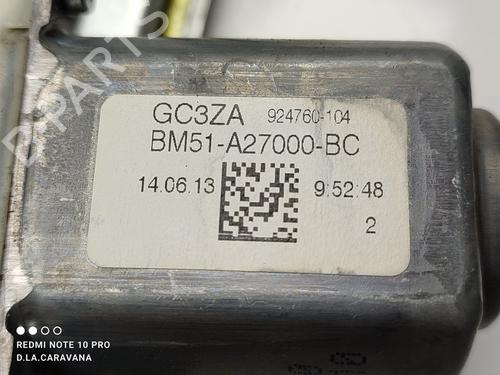 B-PARTS
GC3ZA 924760-104
BM51-A27000-BC
14.06.13 9:52:48
2
REDMI NOTE 10 PRO
D.LA.CARAVANA